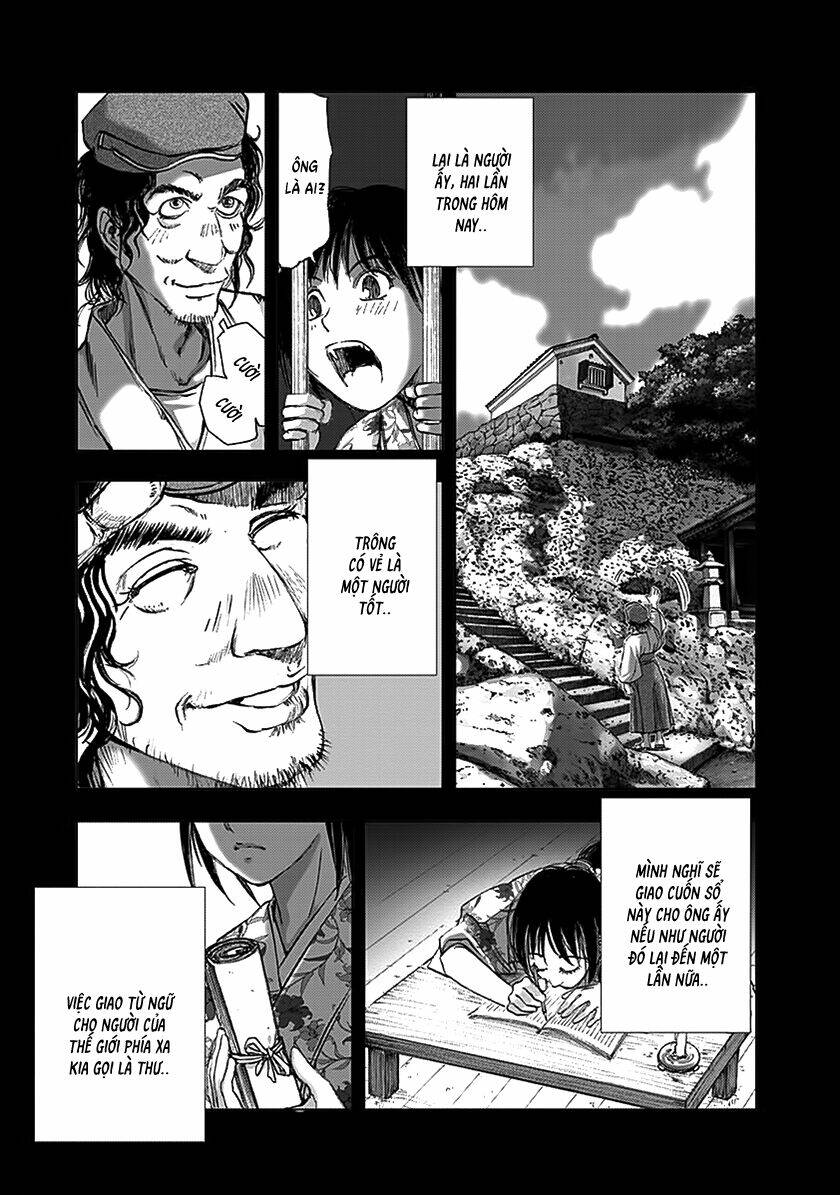 LẠI LÀ NGƯỜI
ẤY, HAI LẦN
TRONG HÔM
NAY..
ÔNG
LÀ AI?
CƯỜI
CƯỜI
TRÔNG
CÓ VẺ LÀ
MỘT NGƯỜI
TỐT..
MÌNH NGHĨ SẼ
GIAO CUỐN SỔ
NÀY CHO ÔNG ẤY
NẾU NHƯ NGƯỜI
ĐÓ LẠI ĐẾN MỘT
LẦN NỮA..
VIỆC GIAO TỪ NGỮ
CHO NGƯỜI CỦA
THẾ GIỚI PHÍA XA
KIA GỌI LÀ THƯ..